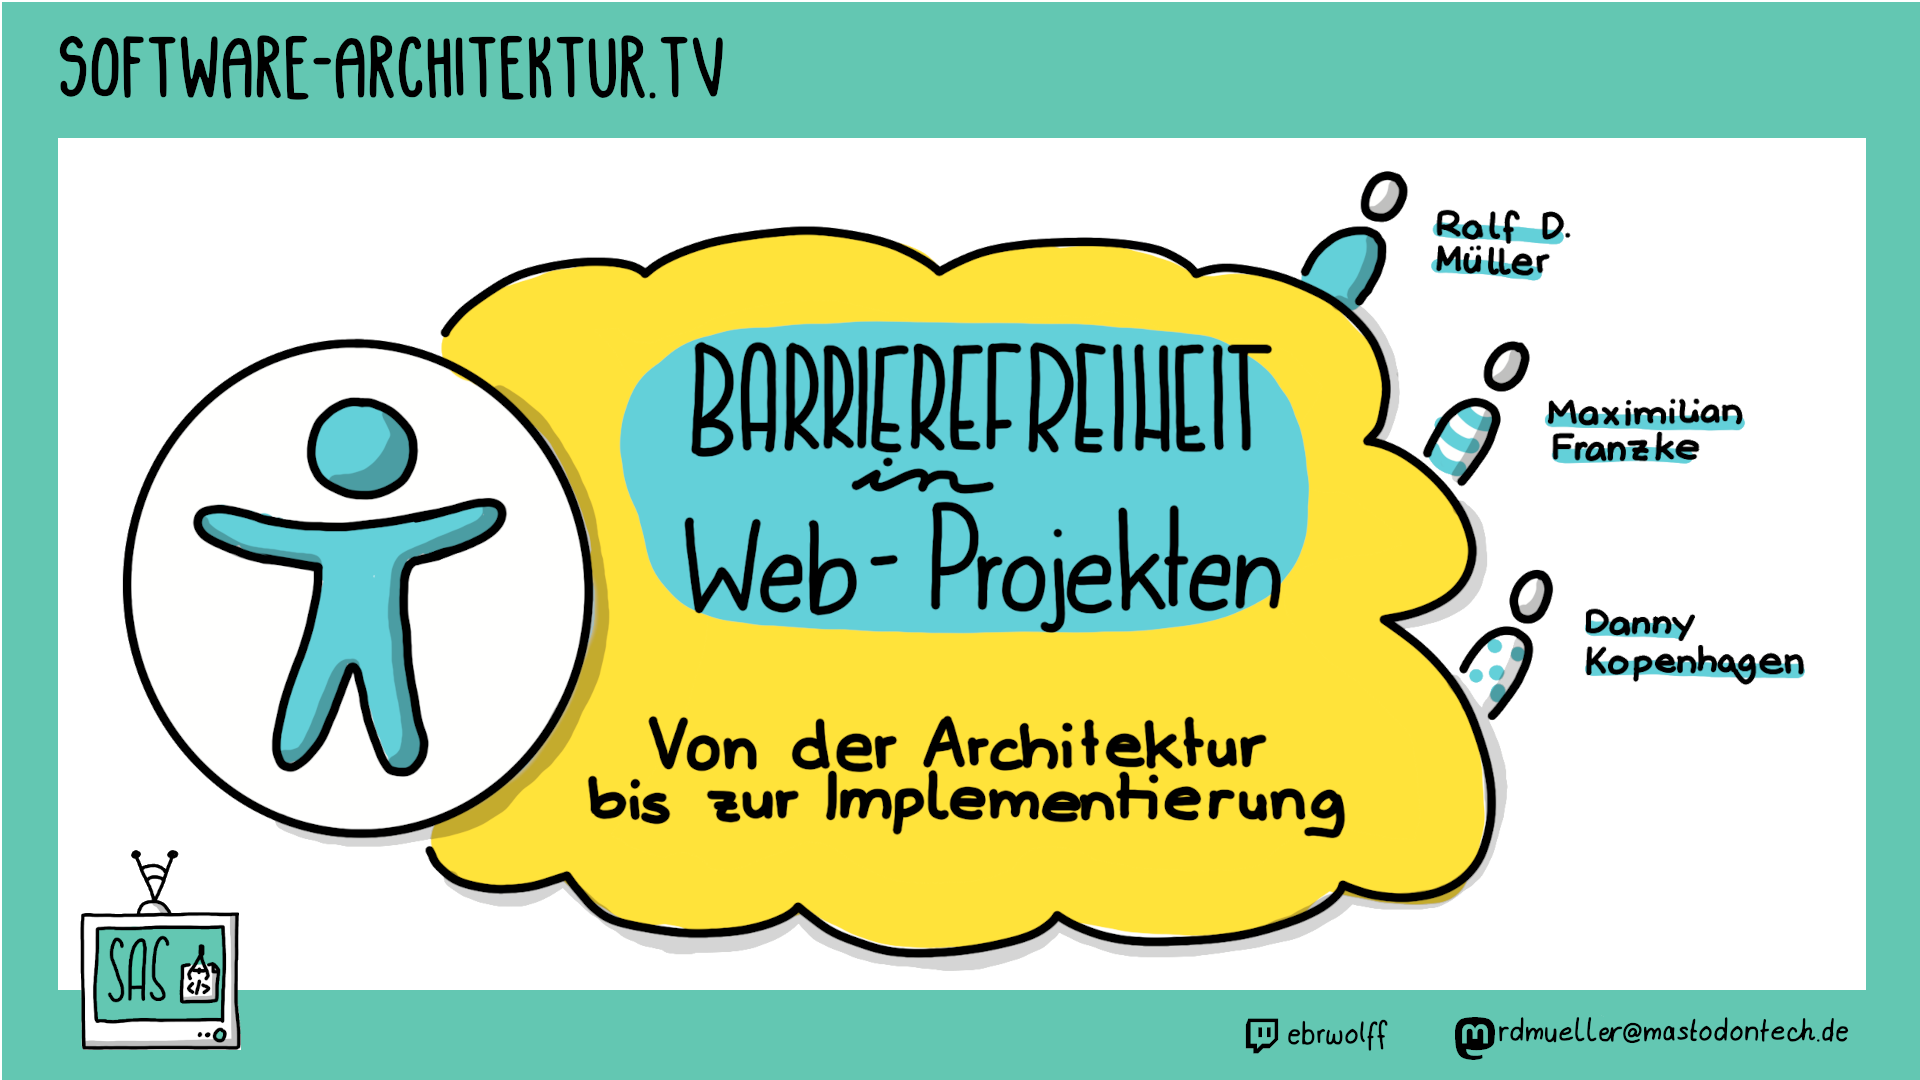 SOFTWARE-ARCHITEKTUR.TV
Ralf D.
Müller
BARRIEREFREIHEIT
in
Web-Projekten
Maximilian
Franzke
Danny
Kopenhagen
Von der Architektur
bis zur Implementierung
SAS
</>
ebrwolff
rdmueller@mastodontech.de